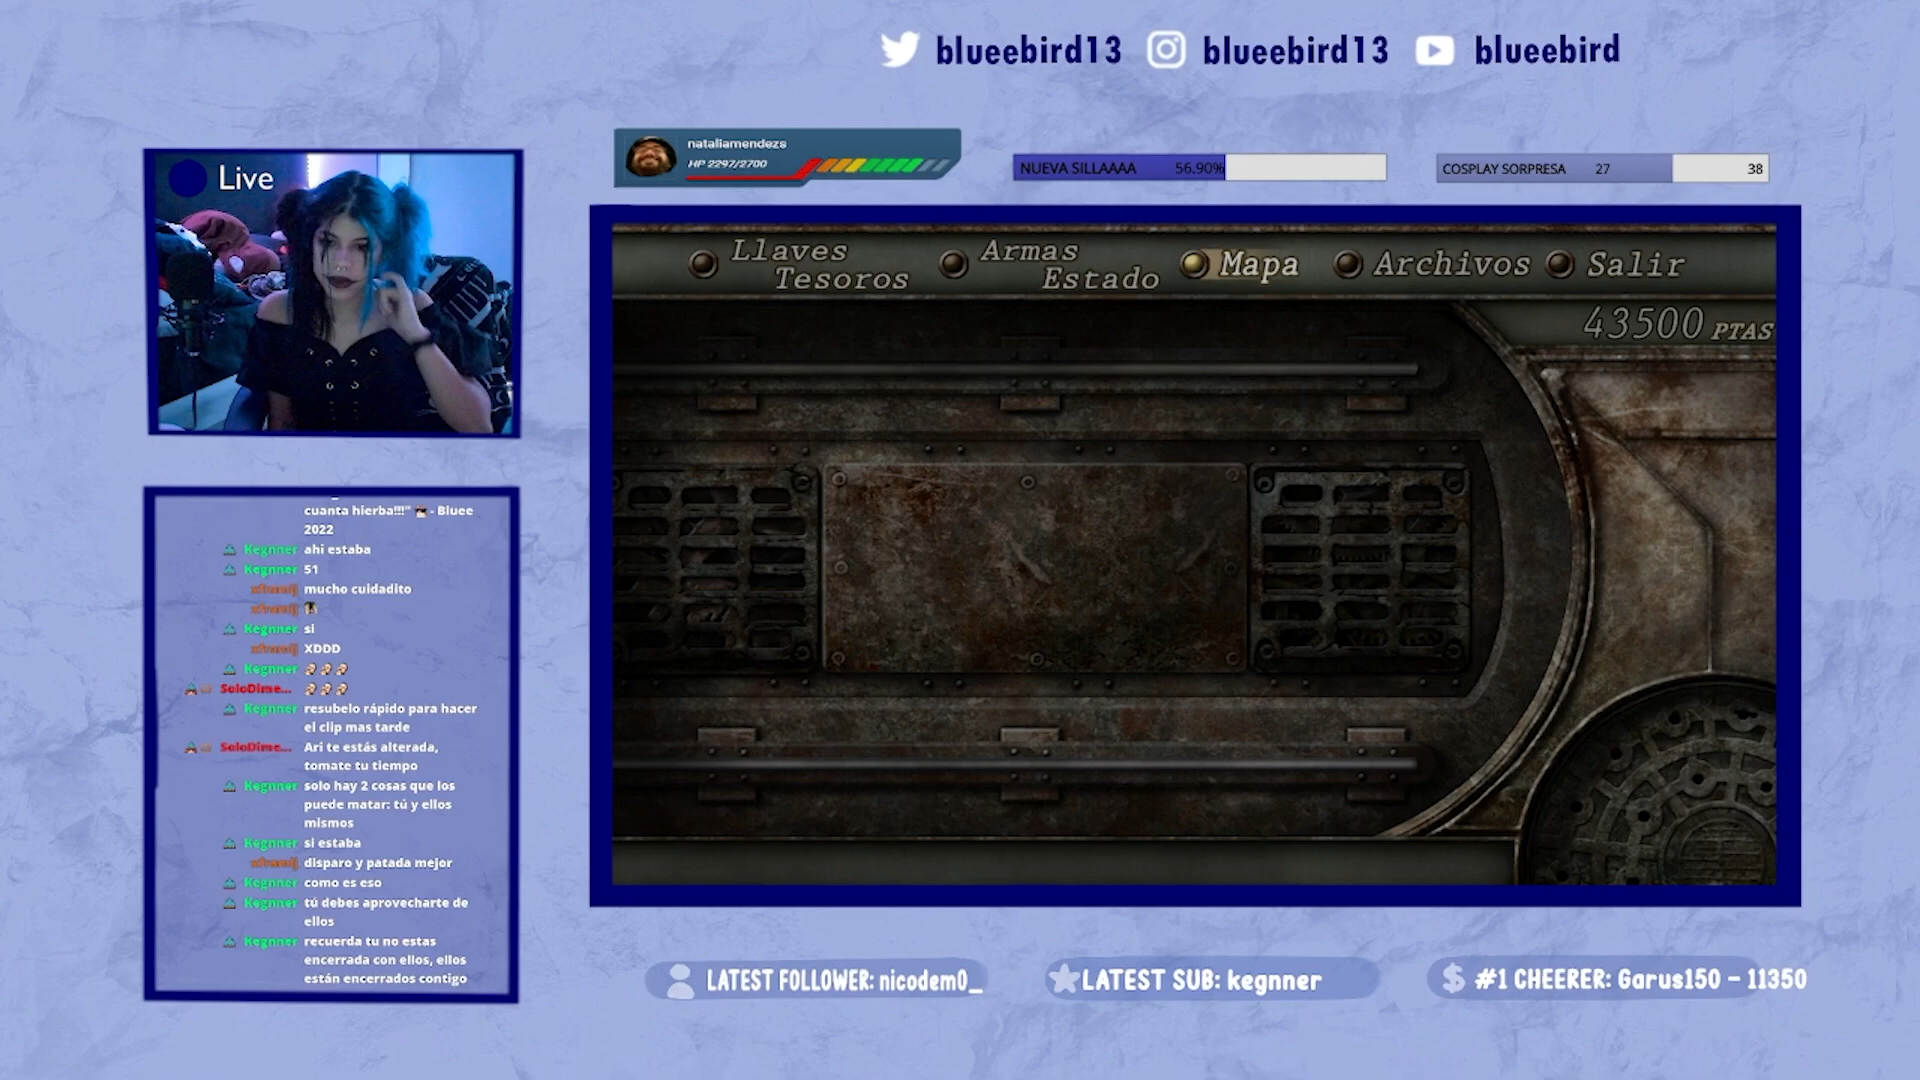 blueebird13 blueebird13 blueebird
Live
nataliamendezs
HP 2297/2700
NUEVA SILLAAAA 56.90%
COSPLAY SORPRESA 27 38
Llaves
Tesoros
Armas
Estado
Mapa
Archivos
Salir
43500 PTAS
cuanta hierba!!!" - Bluee
2022
Kegnner ahi estaba
Kegnner 51
mucho cuidadito
Kegnner si
XDDD
Kegnner
SoloDime...
Kegnner resubelo rápido para hacer
el clip mas tarde
SoloDime... Ari te estás alterada,
tomate tu tiempo
Kegnner solo hay 2 cosas que los
puede matar: tú y ellos
mismos
Kegnner si estaba
disparo y patada mejor
Kegnner como es eso
Kegnner tú debes aprovecharte de
ellos
Kegnner recuerda tu no estas
encerrada con ellos, ellos
están encerrados contigo
LATEST FOLLOWER: nicodem0_
LATEST SUB: kegnner
#1 CHEERER: Garus150 - 11350